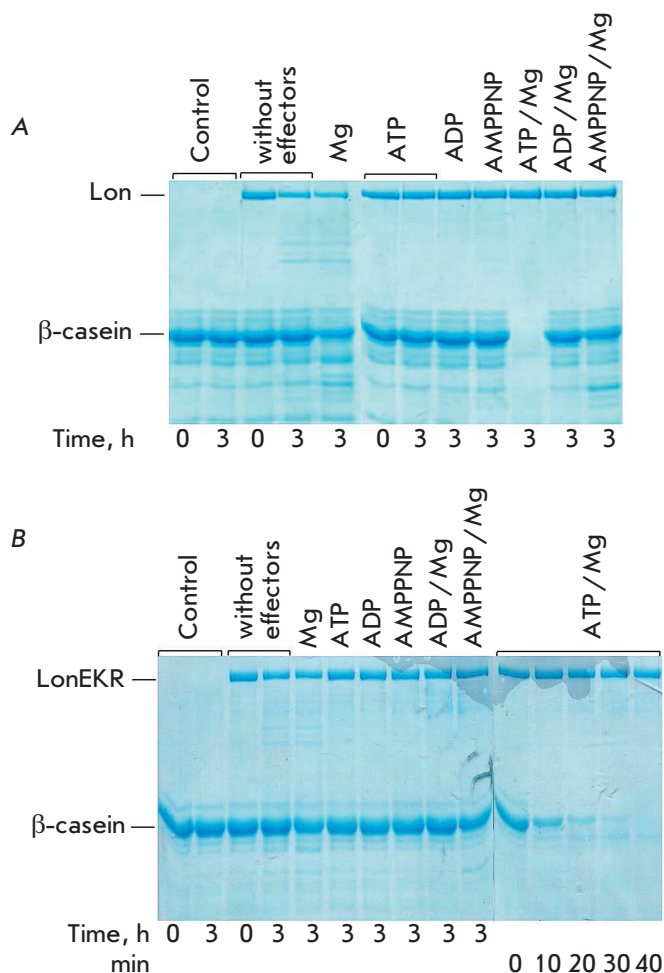 A
Control
without
effectors
Mg
ATP
ADP
AMPPNP
ATP/Mg
ADP/Mg
AMPPNP/Mg
Lon
β-casein
Time, h 0 3 0 3 3 0 3 3 3 3 3 3
B
Control
without
effectors
Mg
ATP
ADP
AMPPNP
ADP/Mg
AMPPNP/Mg
ATP/Mg
LonEKR
β-casein
Time, h 0 3 0 3 3 3 3 3 3 3
min 0 10 20 30 40